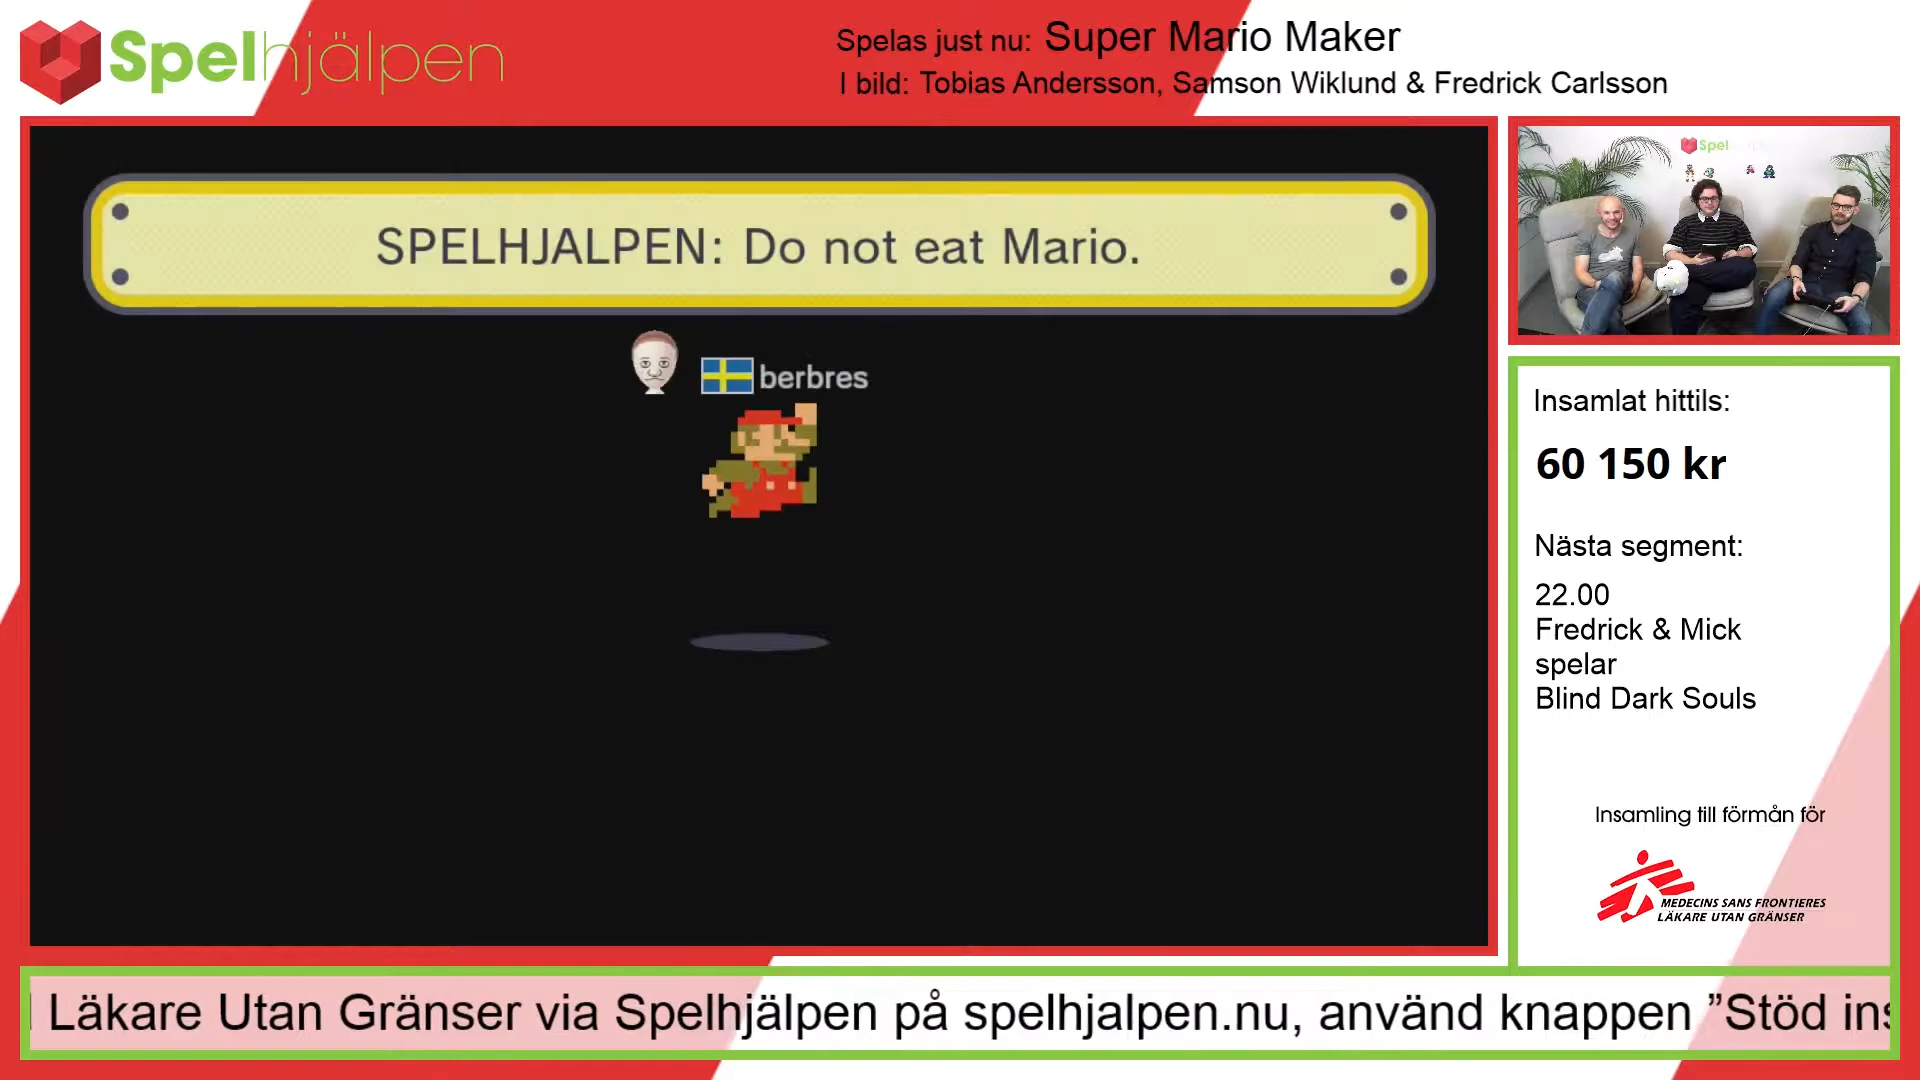 Spelhjälpen
Spelas just nu: Super Mario Maker
I bild: Tobias Andersson, Samson Wiklund & Fredrick Carlsson
SPELHJALPEN: Do not eat Mario.
berbres
Spel
Insamlat hittils:
60 150 kr
Nästa segment:
22.00
Fredrick & Mick
spelar
Blind Dark Souls
Insamling till förmån för
MEDECINS SANS FRONTIERES
LÄKARE UTAN GRÄNSER
Läkare Utan Gränser via Spelhjälpen på spelhjalpen.nu, använd knappen ”Stöd ins